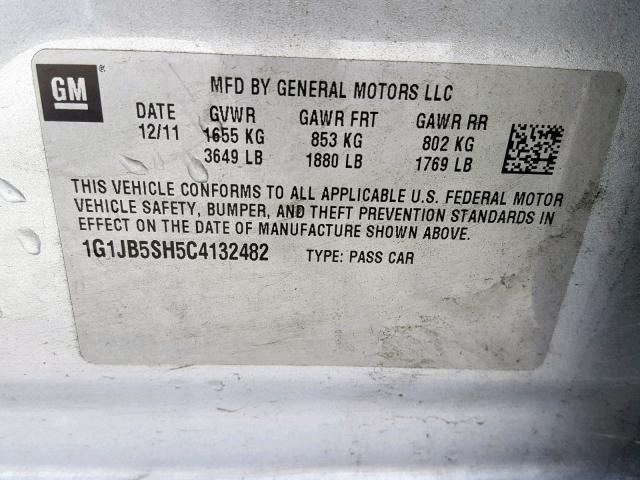 GM®
MFD BY GENERAL MOTORS LLC
DATE GVWR GAWR FRT GAWR RR
12/11 1655 KG 853 KG 802 KG
3649 LB 1880 LB 1769 LB
THIS VEHICLE CONFORMS TO ALL APPLICABLE U.S. FEDERAL MOTOR
VEHICLE SAFETY, BUMPER, AND THEFT PREVENTION STANDARDS IN
EFFECT ON THE DATE OF MANUFACTURE SHOWN ABOVE.
1G1JB5SH5C4132482 TYPE: PASS CAR